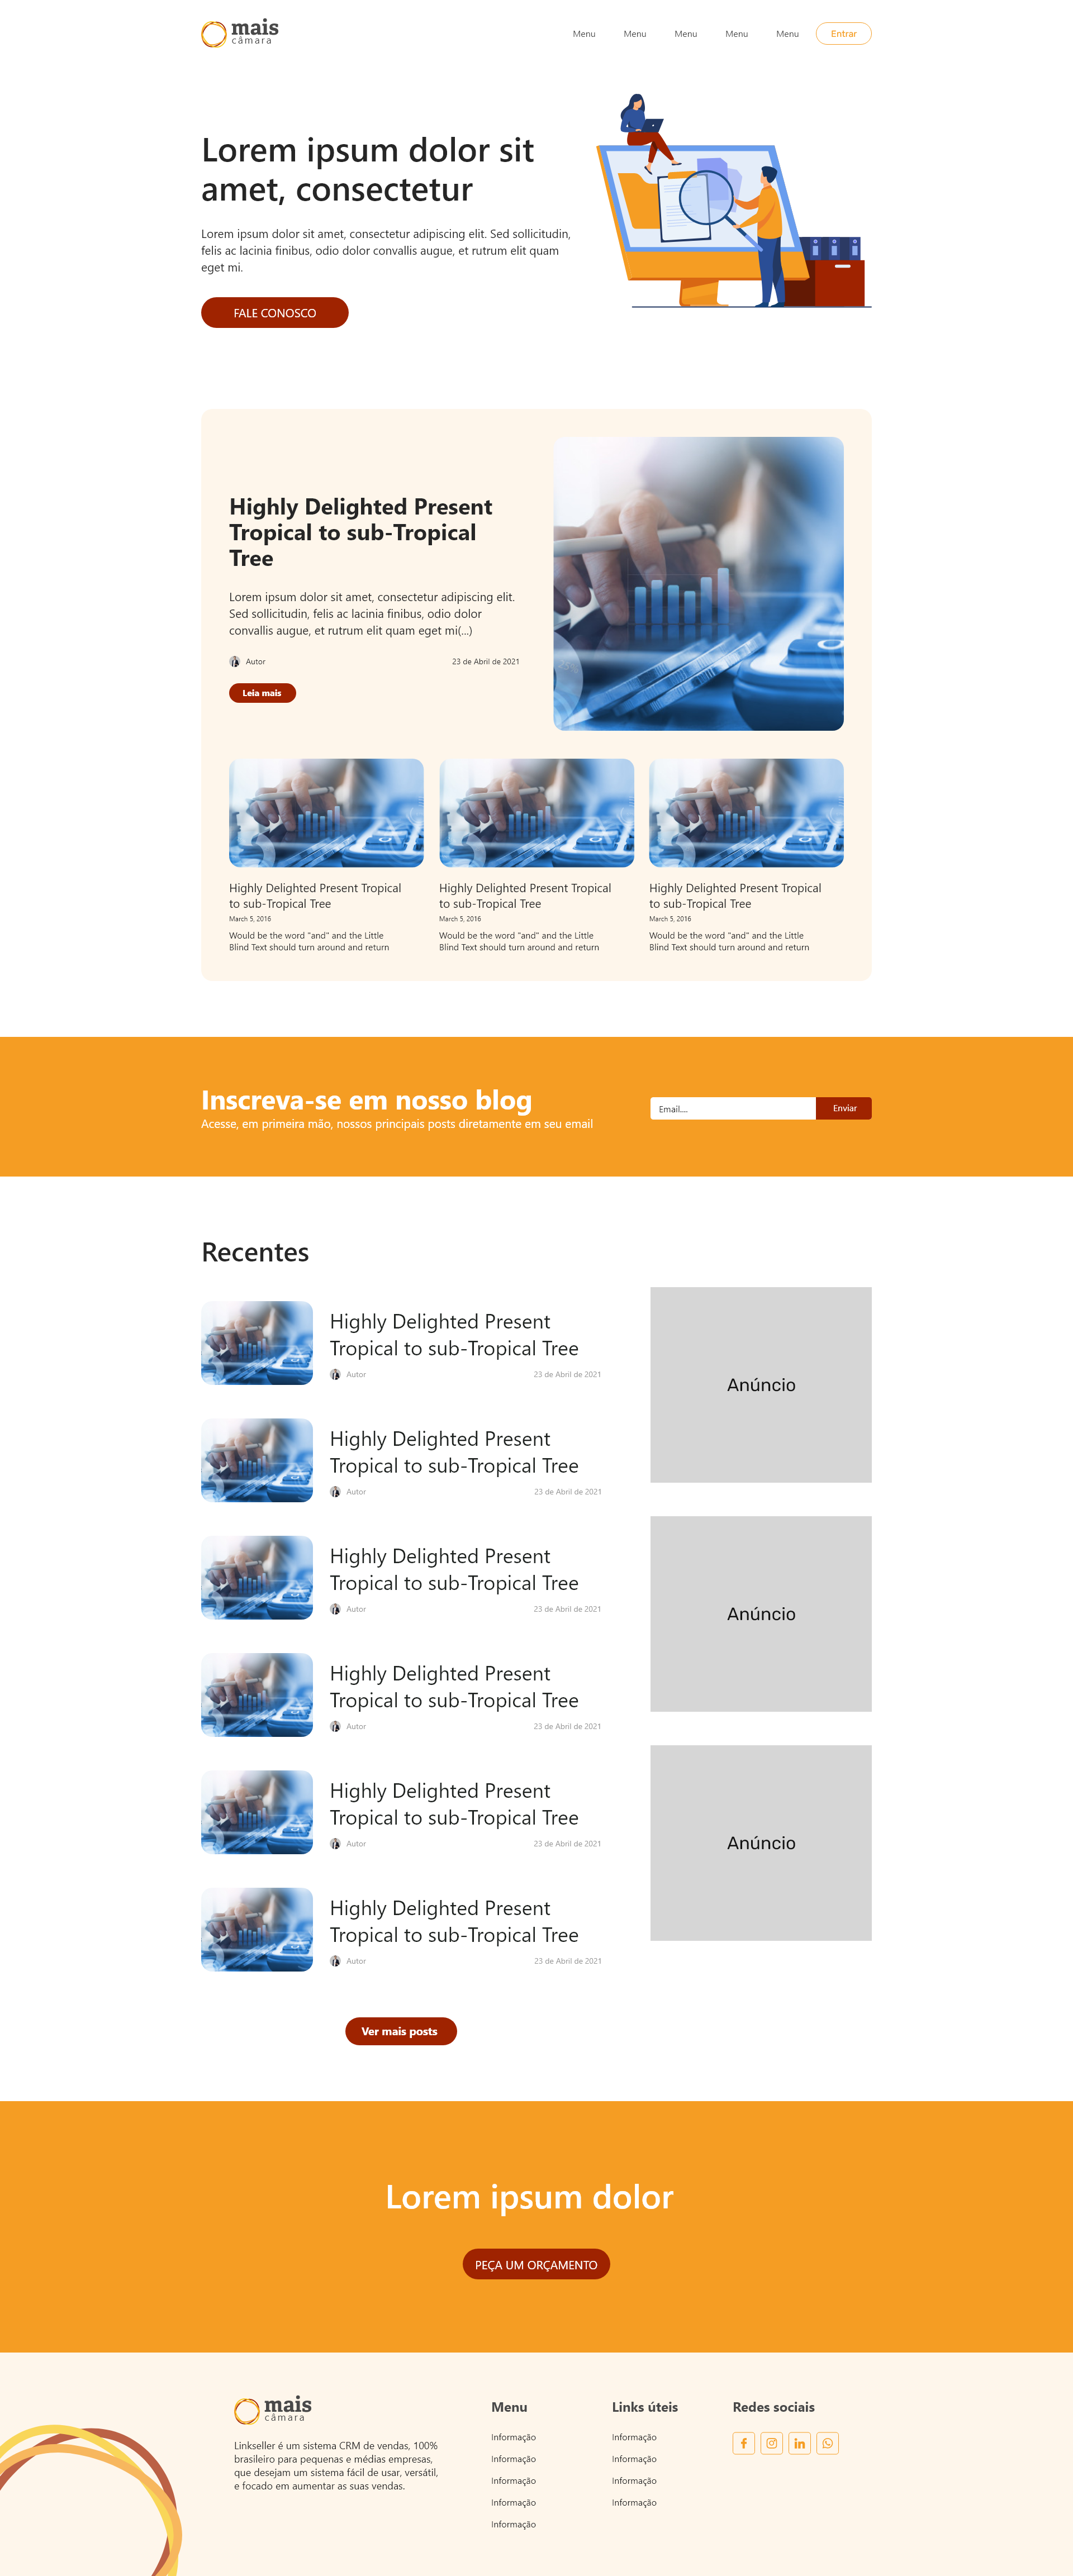 mais
câmara
Menu Menu Menu Menu Menu Entrar
Lorem ipsum dolor sit
amet, consectetur
Lorem ipsum dolor sit amet, consectetur adipiscing elit. Sed sollicitudin,
felis ac lacinia finibus, odio dolor convallis augue, et rutrum elit quam
eget mi.
FALE CONOSCO
Highly Delighted Present
Tropical to sub-Tropical
Tree
Lorem ipsum dolor sit amet, consectetur adipiscing elit.
Sed sollicitudin, felis ac lacinia finibus, odio dolor
convallis augue, et rutrum elit quam eget mi(...)
Autor 23 de Abril de 2021
Leia mais
Highly Delighted Present Tropical
to sub-Tropical Tree
March 5, 2016
Would be the word "and" and the Little
Blind Text should turn around and return
Highly Delighted Present Tropical
to sub-Tropical Tree
March 5, 2016
Would be the word "and" and the Little
Blind Text should turn around and return
Highly Delighted Present Tropical
to sub-Tropical Tree
March 5, 2016
Would be the word "and" and the Little
Blind Text should turn around and return
Inscreva-se em nosso blog
Acesse, em primeira mão, nossos principais posts diretamente em seu email
Email.... Enviar
Recentes
Highly Delighted Present
Tropical to sub-Tropical Tree
Autor 23 de Abril de 2021
Highly Delighted Present
Tropical to sub-Tropical Tree
Autor 23 de Abril de 2021
Highly Delighted Present
Tropical to sub-Tropical Tree
Autor 23 de Abril de 2021
Highly Delighted Present
Tropical to sub-Tropical Tree
Autor 23 de Abril de 2021
Highly Delighted Present
Tropical to sub-Tropical Tree
Autor 23 de Abril de 2021
Highly Delighted Present
Tropical to sub-Tropical Tree
Autor 23 de Abril de 2021
Anúncio
Anúncio
Anúncio
Ver mais posts
Lorem ipsum dolor
PEÇA UM ORÇAMENTO
mais
câmara
Linkseller é um sistema CRM de vendas, 100%
brasileiro para pequenas e médias empresas,
que desejam um sistema fácil de usar, versátil,
e focado em aumentar as suas vendas.
Menu
Informação
Informação
Informação
Informação
Informação
Links úteis
Informação
Informação
Informação
Informação
Redes sociais